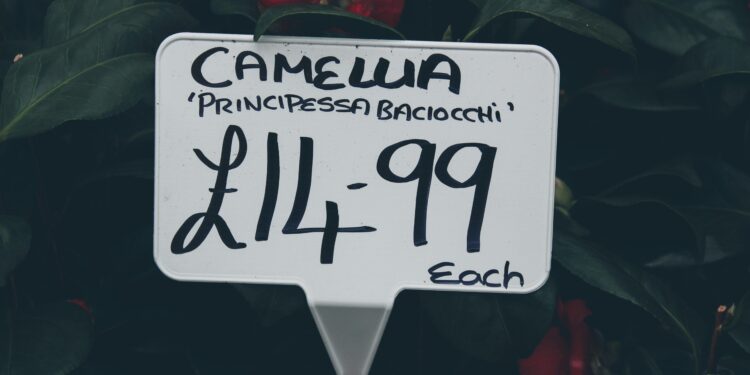 CAMELLIA
'PRINCIPESSA BACIOCCHI'
£14-99
Each